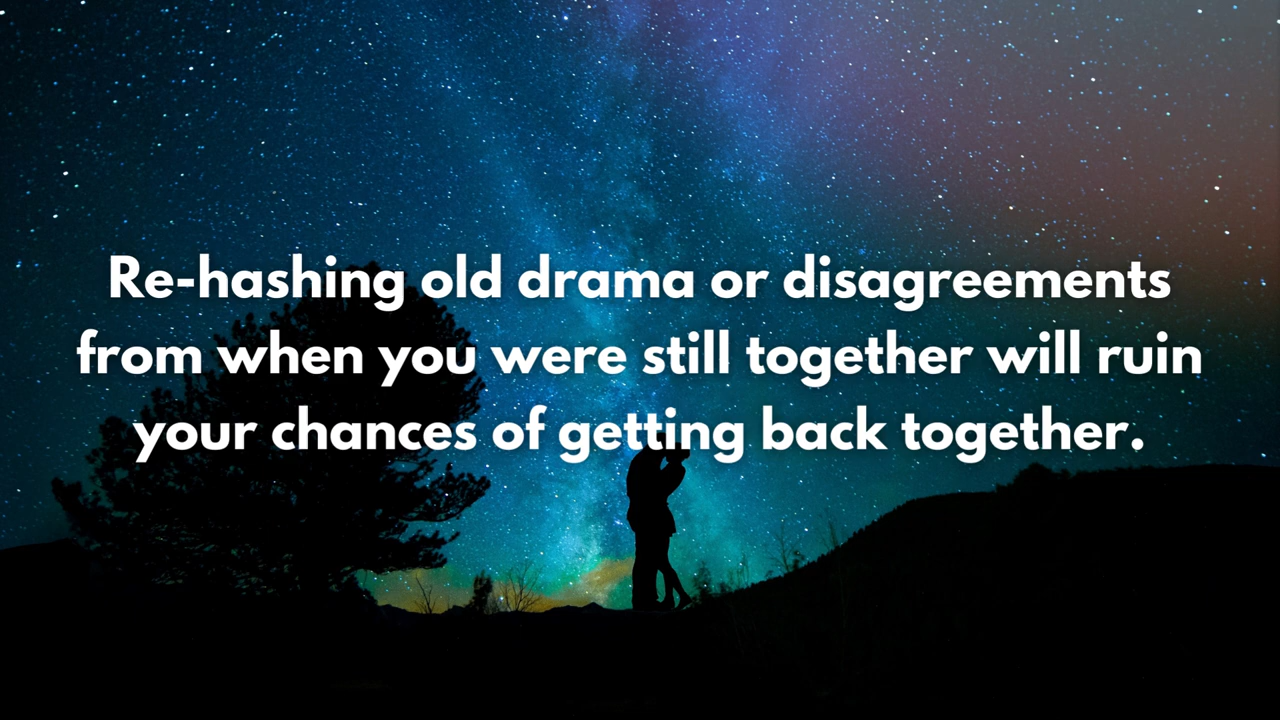 Re-hashing old drama or disagreements
from when you were still together will ruin
your chances of getting back together.